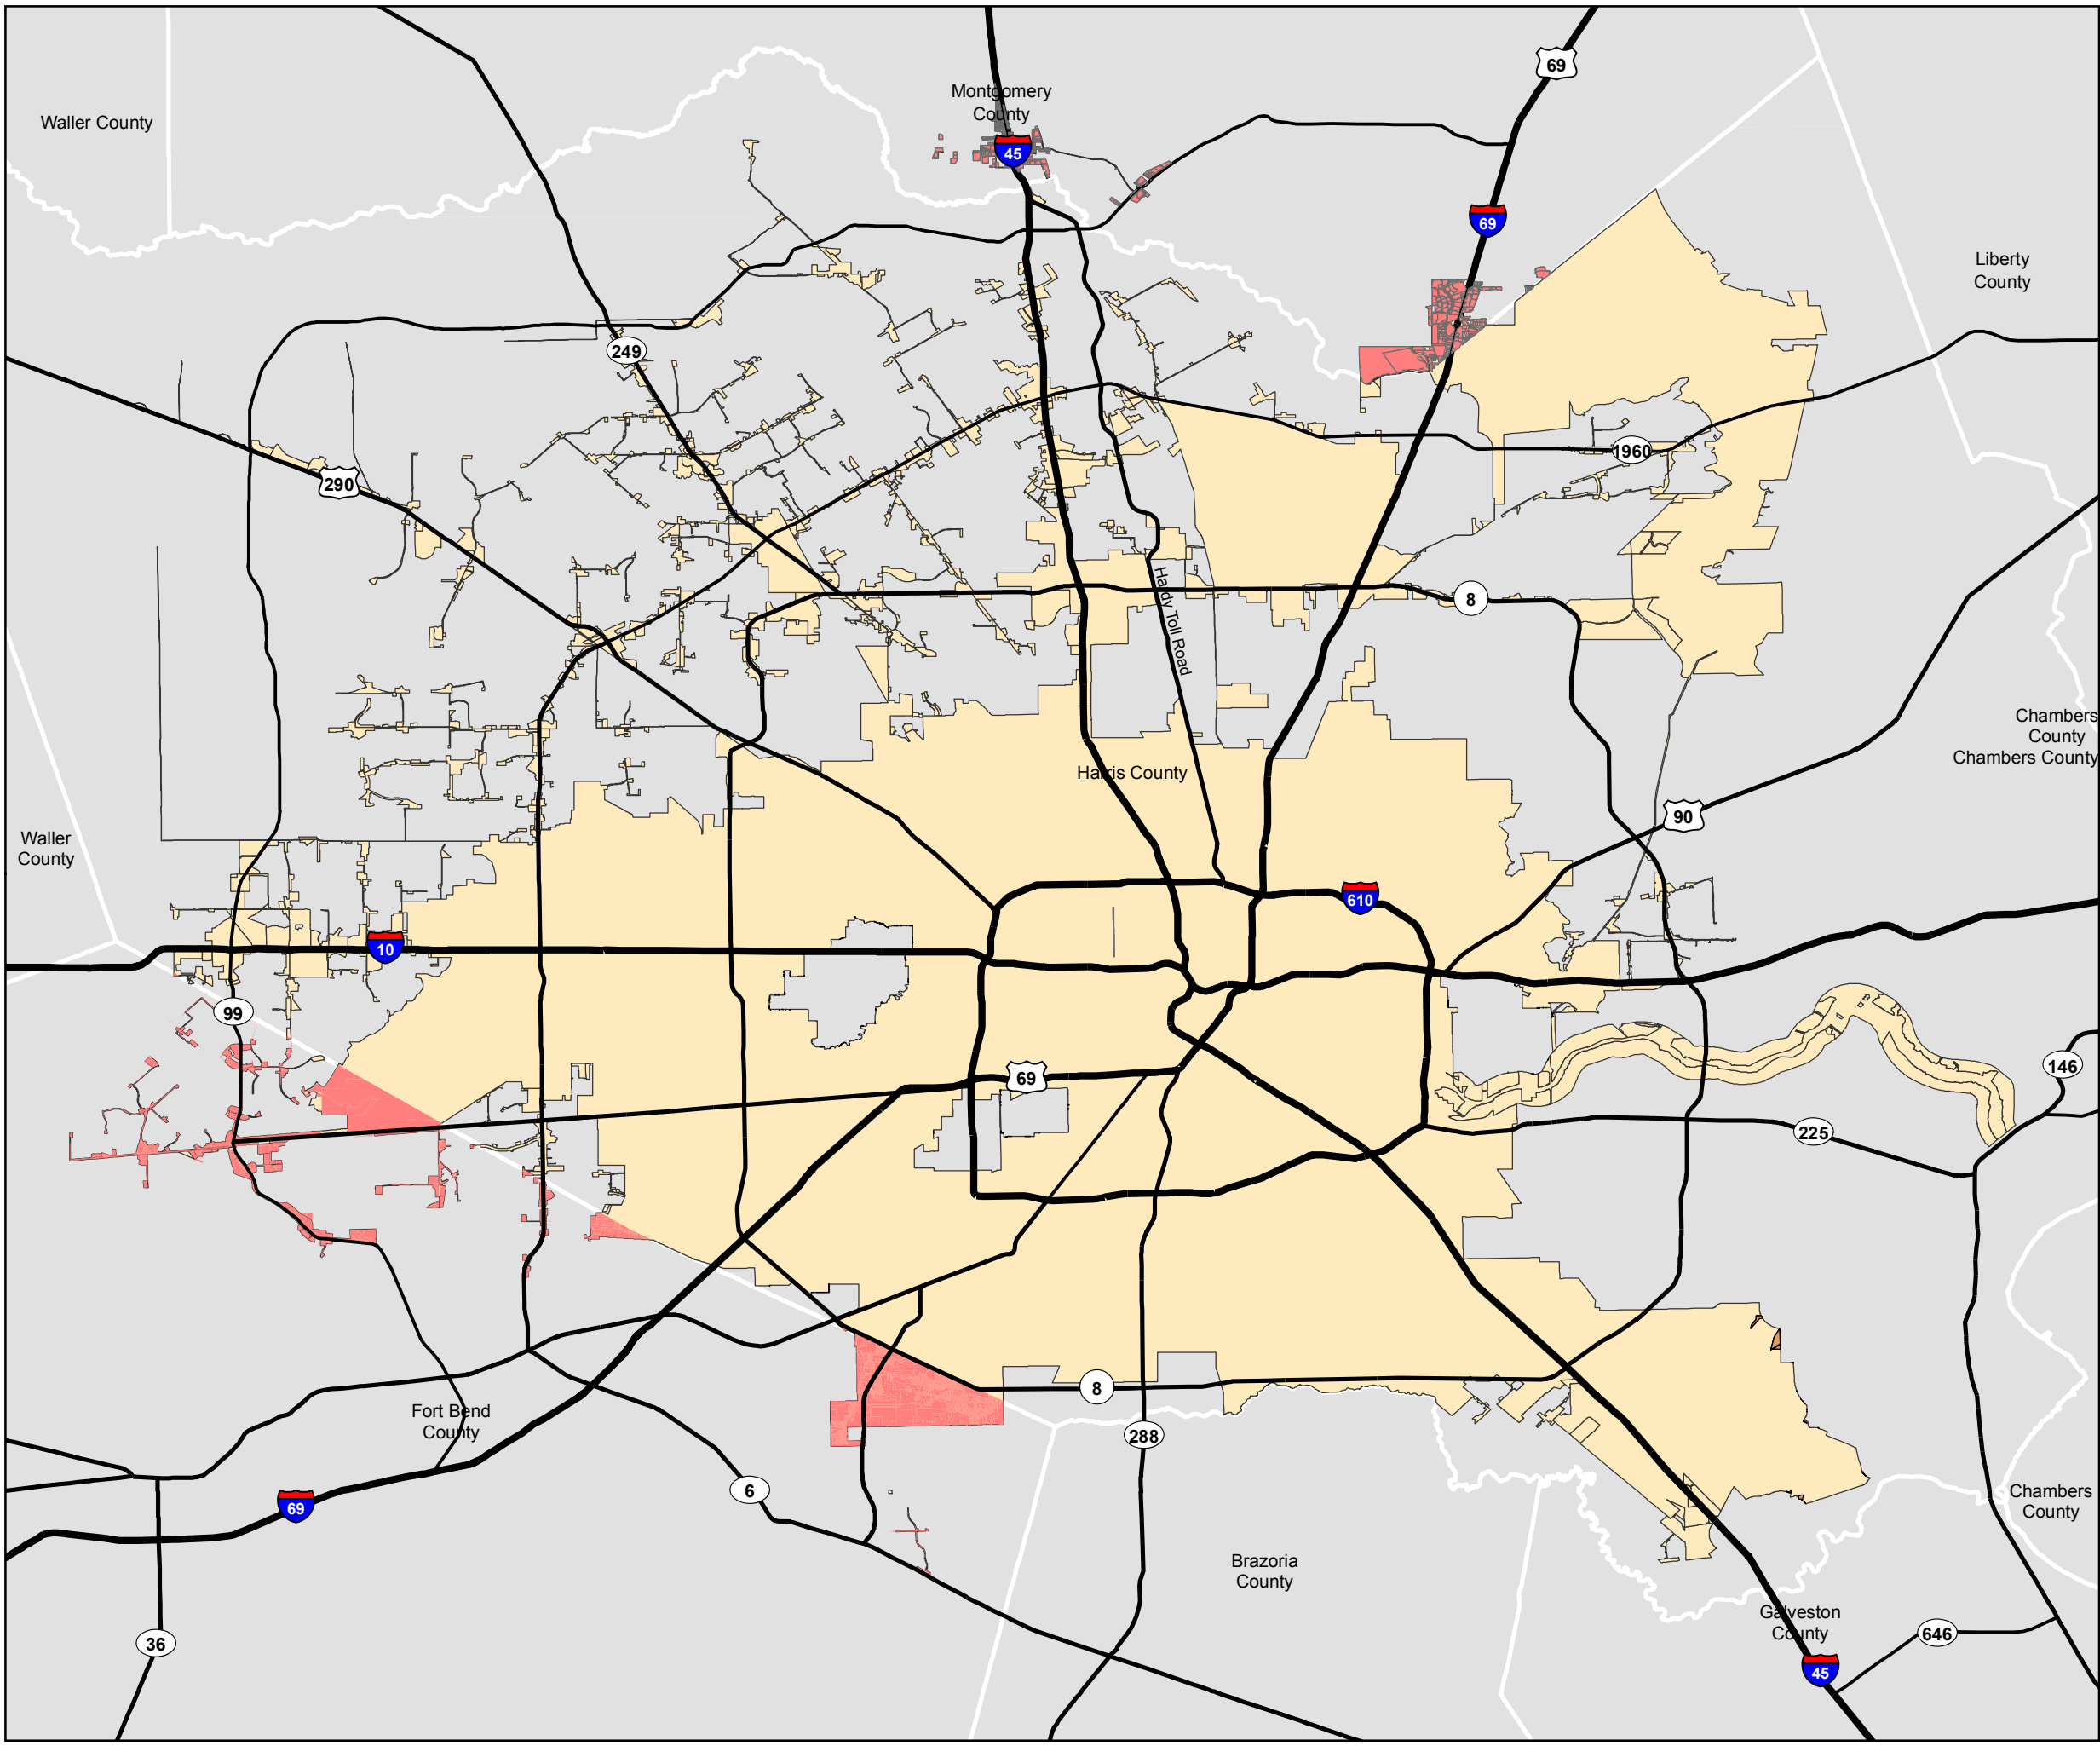 69
Montgomery
County
Waller County
45
69
Liberty
County
249
1960
290
8
Hardy Toll Road
Chambers
County
Chambers County
Harris County
90
Waller
County
610
10
99
146
69
225
8
Fort Bend
County
288
6
69
Chambers
County
Brazoria
County
Galveston
County
36
646
45